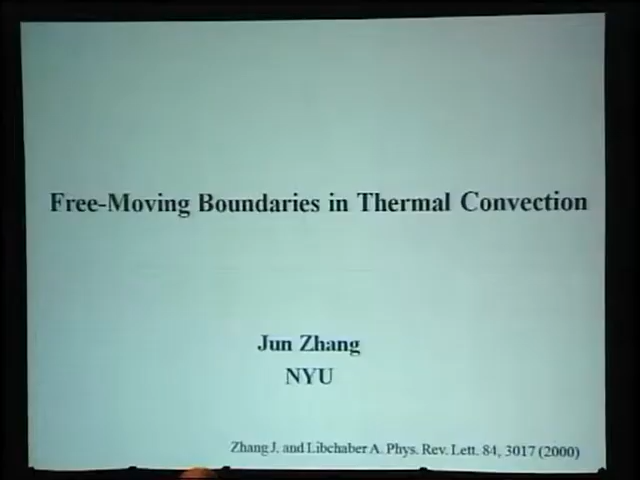 Free-Moving Boundaries in Thermal Convection
Jun Zhang
NYU
Zhang J. and Libchaber A. Phys. Rev. Lett. 84, 3017 (2000)